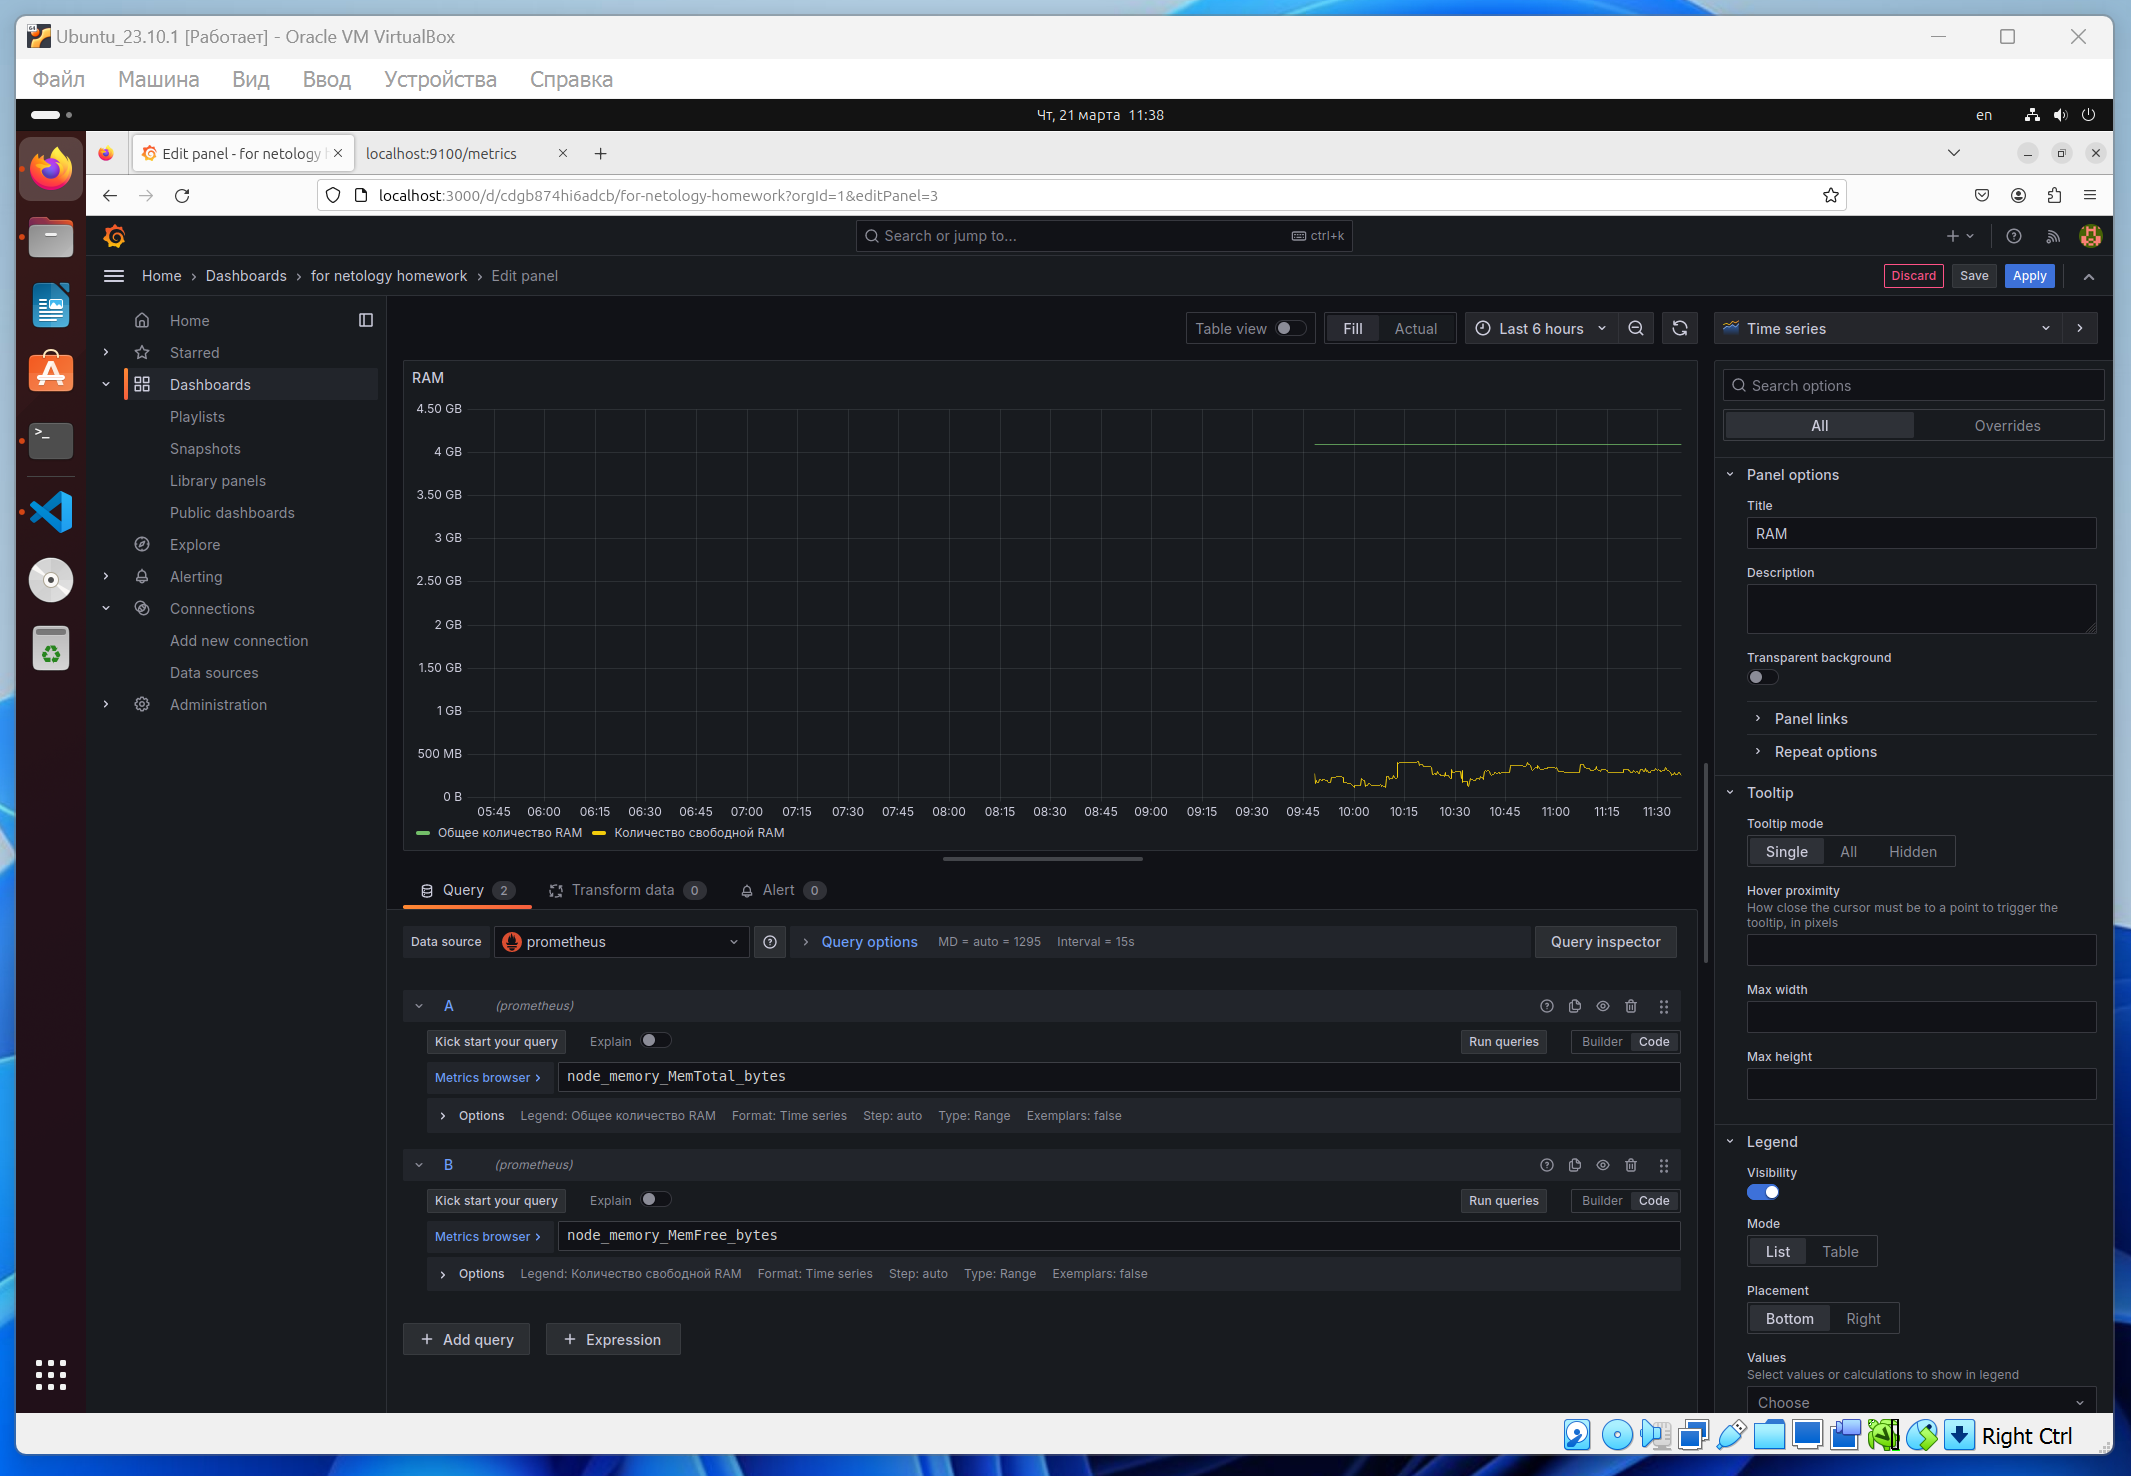 Ubuntu_23.10.1 [Работает] - Oracle VM VirtualBox
Файл Машина Вид Ввод Устройства Справка
Чт, 21 марта 11:38
en
Edit panel - for netology
localhost:9100/metrics
localhost:3000/d/cdgb874hi6adcb/for-netology-homework?orgId=1&editPanel=3
Search or jump to...
ctrl+k
Home › Dashboards › for netology homework › Edit panel
Discard
Save
Apply
Home
Starred
Dashboards
Playlists
Snapshots
Library panels
Public dashboards
Explore
Alerting
Connections
Add new connection
Data sources
Administration
Table view
Fill
Actual
Last 6 hours
Time series
RAM
4.50 GB
4 GB
3.50 GB
3 GB
2.50 GB
2 GB
1.50 GB
1 GB
500 MB
0 B
05:45 06:00 06:15 06:30 06:45 07:00 07:15 07:30 07:45 08:00 08:15 08:30 08:45 09:00 09:15 09:30 09:45 10:00 10:15 10:30 10:45 11:00 11:15 11:30
Общее количество RAM Количество свободной RAM
Query 2
Transform data 0
Alert 0
Data source
prometheus
Query options
MD = auto = 1295
Interval = 15s
Query inspector
A (prometheus)
Kick start your query
Explain
Run queries
Builder
Code
Metrics browser >
node_memory_MemTotal_bytes
Options Legend: Общее количество RAM Format: Time series Step: auto Type: Range Exemplars: false
B (prometheus)
Kick start your query
Explain
Run queries
Builder
Code
Metrics browser >
node_memory_MemFree_bytes
Options Legend: Количество свободной RAM Format: Time series Step: auto Type: Range Exemplars: false
+ Add query
+ Expression
Search options
All
Overrides
Panel options
Title
RAM
Description
Transparent background
Panel links
Repeat options
Tooltip
Tooltip mode
Single All Hidden
Hover proximity
How close the cursor must be to a point to trigger the
tooltip, in pixels
Max width
Max height
Legend
Visibility
Mode
List Table
Placement
Bottom Right
Values
Select values or calculations to show in legend
Choose
Right Ctrl